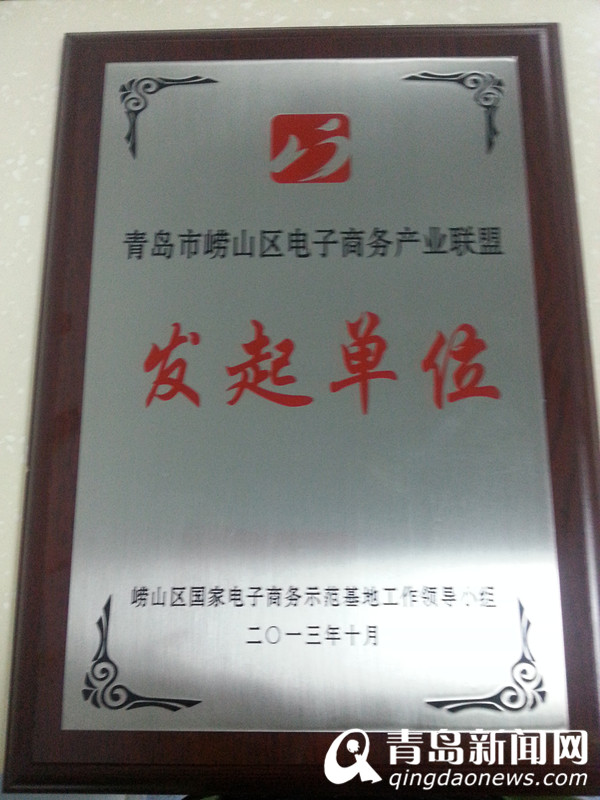 青岛市崂山区电子商务产业联盟
发起单位
崂山区国家电子商务示范基地工作领导小组
二〇一三年十月
青岛新闻网
qingdaonews.com